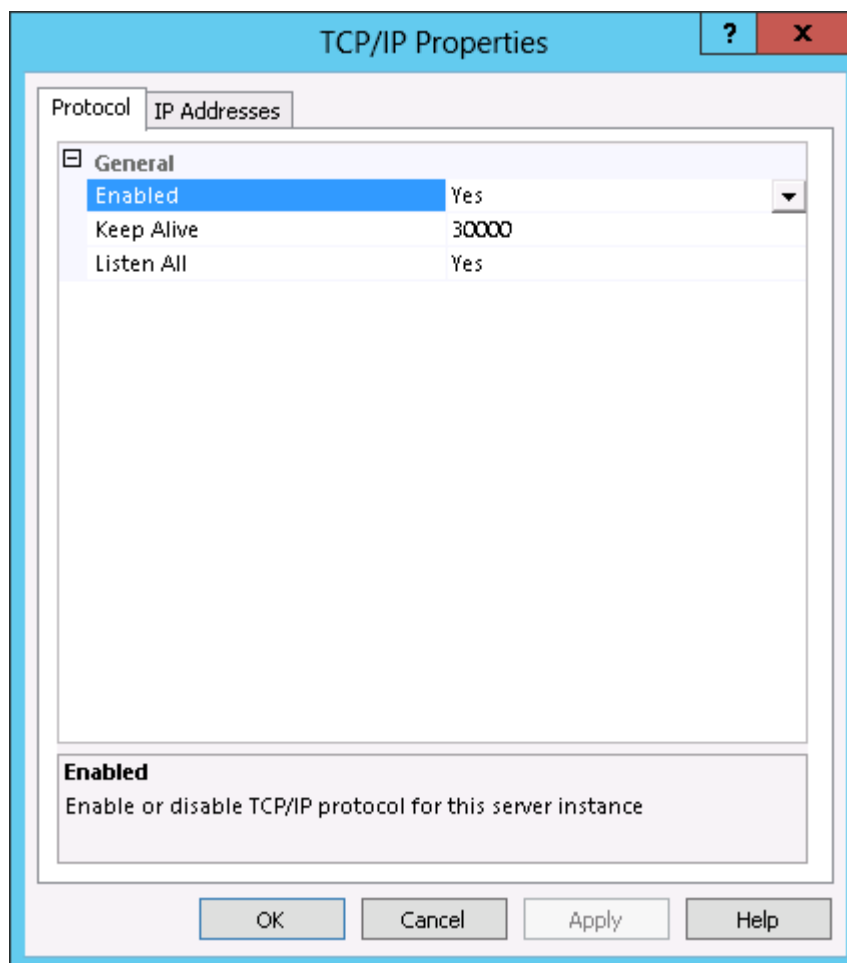 TCP/IP Properties
?
x
Protocol
IP Addresses
General
Enabled Yes
Keep Alive 30000
Listen All Yes
Enabled
Enable or disable TCP/IP protocol for this server instance
OK Cancel Apply Help